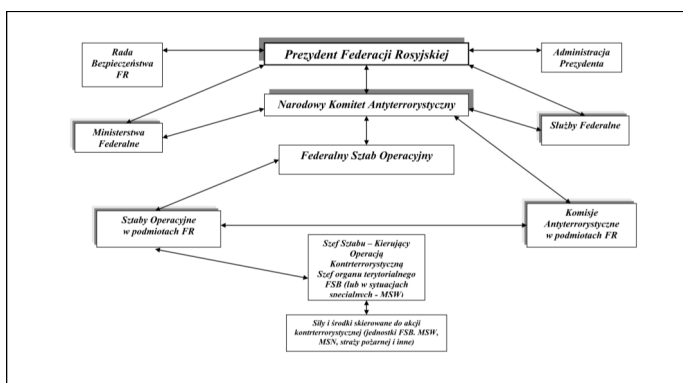 Prezydent Federacji Rosyjskiej
Rada
Bezpieczeństwa
FR
Administracja
Prezydenta
Narodowy Komitet Antyterrorystyczny
Ministerstwa
Federalne
Służby Federalne
Federalny Sztab Operacyjny
Sztaby Operacyjne
w podmiotach FR
Komisje
Antyterrorystyczne
w podmiotach FR
Szef Sztabu – Kierujący
Operacją
Kontrterrorystyczną
Szef organu terytorialnego
FSB (lub w sytuacjach
specjalnych - MSW)
Siły i środki skierowane do akcji
kontrterrorystycznej (jednostki FSB. MSW,
MSN, straży pożarnej i inne)